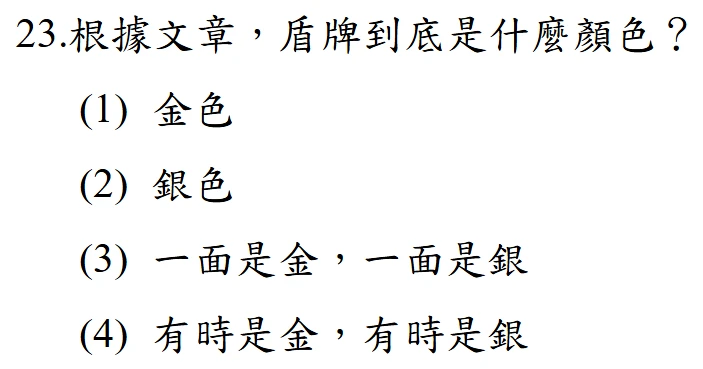 23.根據文章，盾牌到底是什麼顏色？
(1) 金色
(2) 銀色
(3) 一面是金，一面是銀
(4) 有時是金，有時是銀